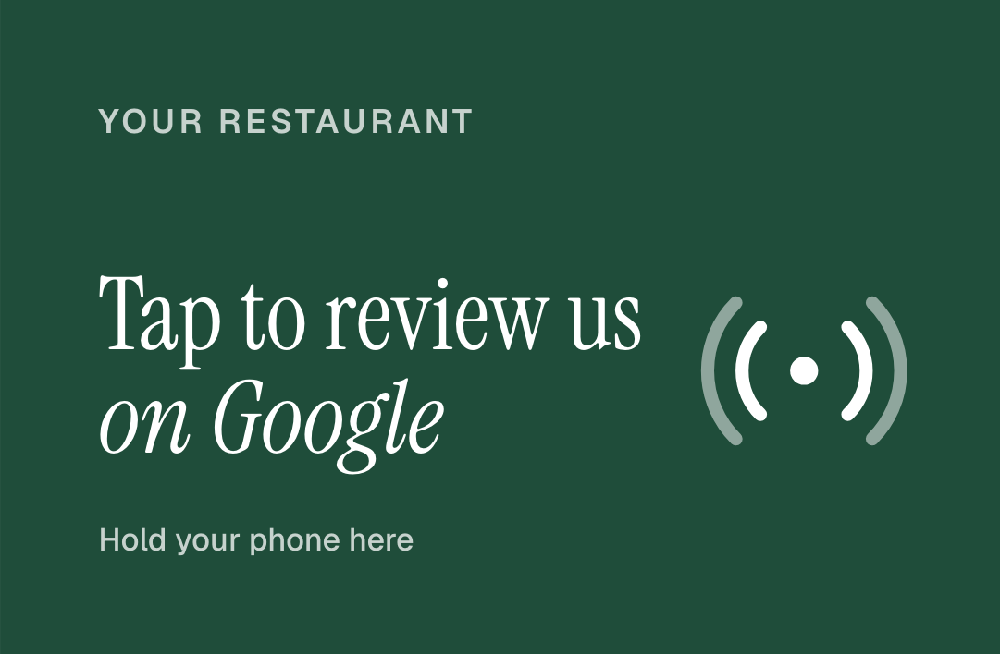 YOUR RESTAURANT
Tap to review us
on Google
Hold your phone here